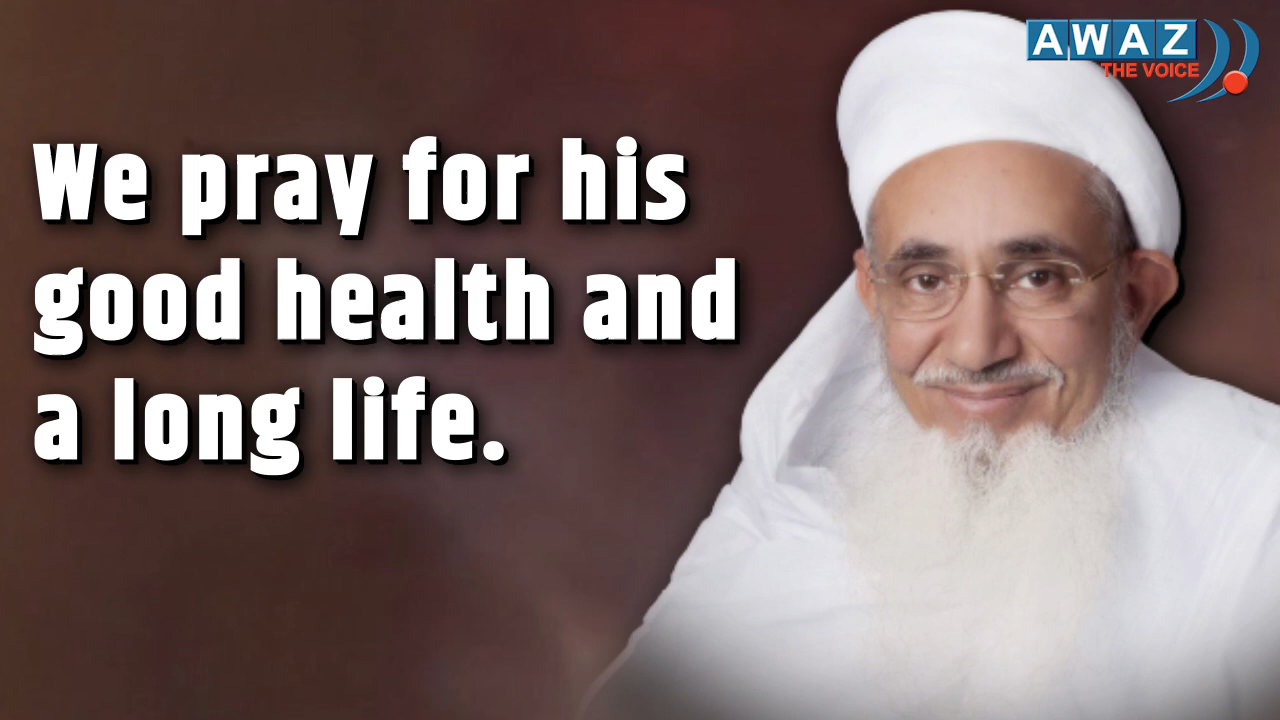 AWAZ
THE VOICE
We pray for his
good health and
a long life.